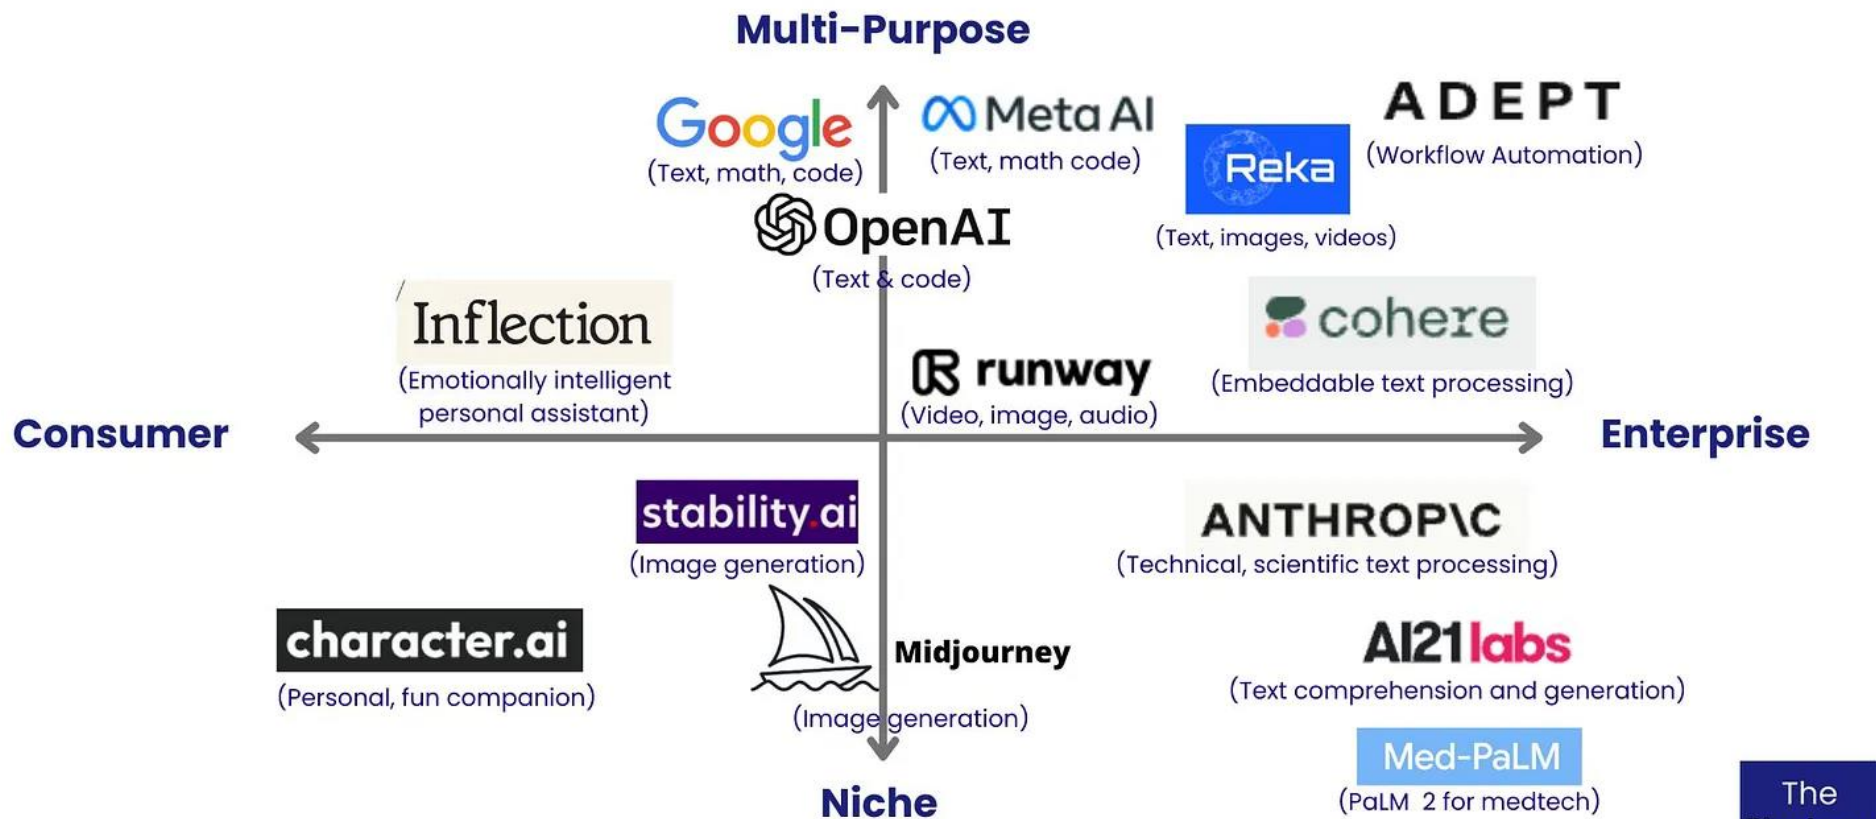 Multi-Purpose
Google
(Text, math, code)
Meta AI
(Text, math code)
Reka
(Text, images, videos)
ADEPT
(Workflow Automation)
OpenAI
(Text & code)
Inflection
(Emotionally intelligent
personal assistant)
runway
(Video, image, audio)
cohere
(Embeddable text processing)
Consumer
Enterprise
stability.ai
(Image generation)
ANTHROP\C
(Technical, scientific text processing)
character.ai
(Personal, fun companion)
Midjourney
(Image generation)
AI21labs
(Text comprehension and generation)
Med-PaLM
(PaLM 2 for medtech)
Niche
The